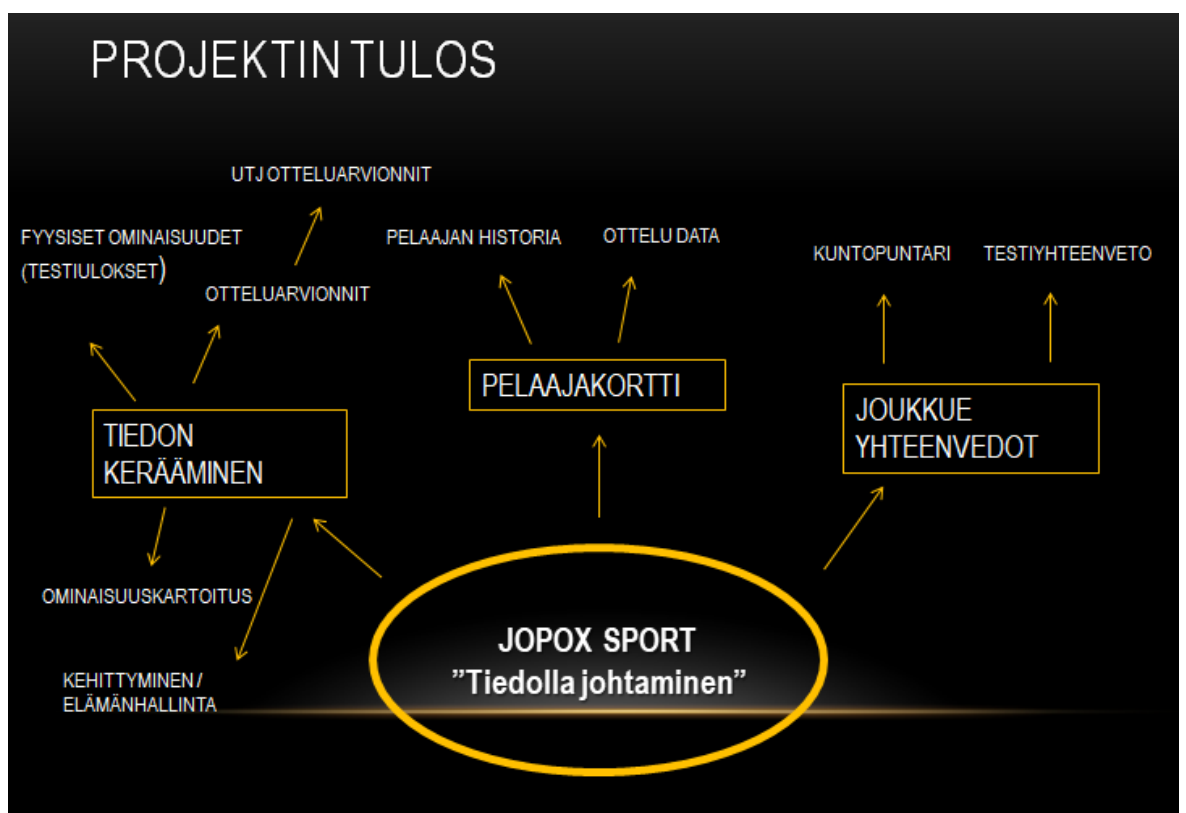 PROJEKTIN TULOS
UTJ OTTELUARVIONNIT
FYYSISET OMINAISUUDET
(TESTIULOKSET)
OTTELUARVIONNIT
PELAAJAN HISTORIA
OTTELU DATA
KUNTOPUNTARI
TESTIYHTEENVETO
TIEDON
KERÄÄMINEN
PELAAJAKORTTI
JOUKKUE
YHTEENVEDOT
OMINAISUUSKARTOITUS
KEHITTYMINEN /
ELÄMÄNHALLINTA
JOPOX SPORT
”Tiedolla johtaminen”